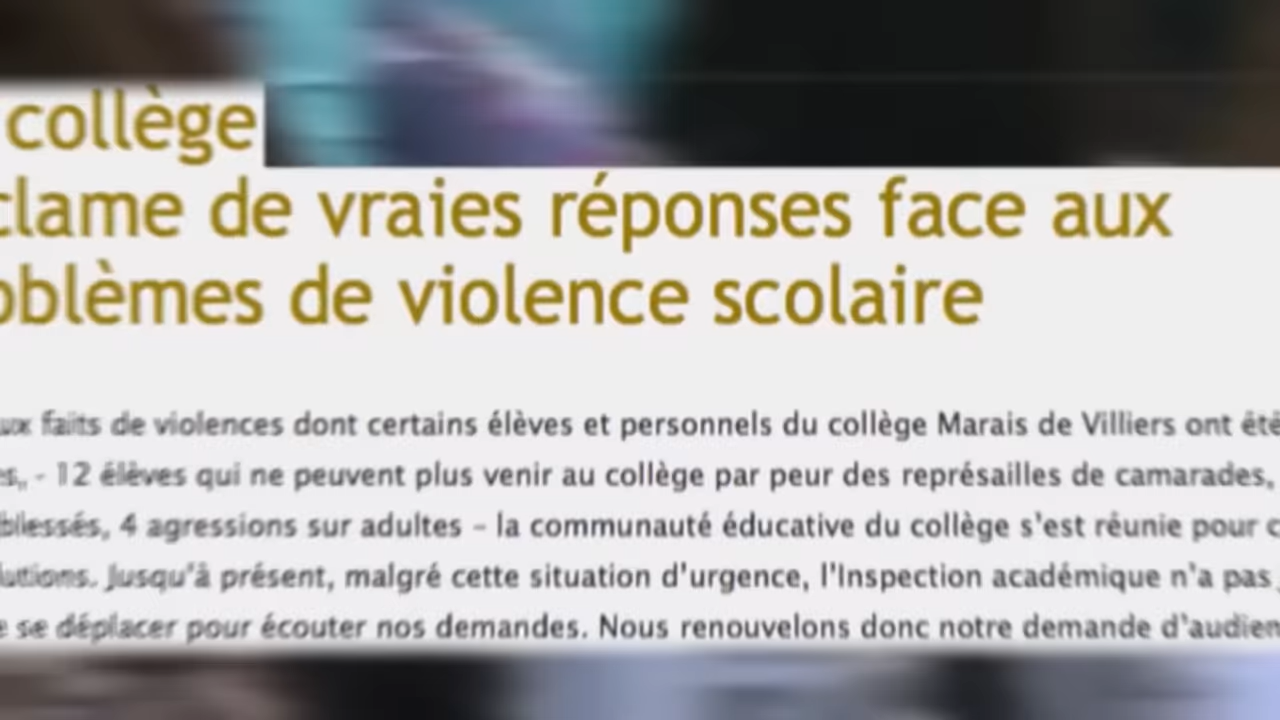 collège
clame de vraies réponses face aux
oblèmes de violence scolaire
ux faits de violences dont certains élèves et personnels du collège Marais de Villiers ont été
es, - 12 élèves qui ne peuvent plus venir au collège par peur des représailles de camarades,
blessés, 4 agressions sur adultes - la communauté éducative du collège s'est réunie pour c
lutions. Jusqu'à présent, malgré cette situation d'urgence, l'Inspection académique n'a pas
e se déplacer pour écouter nos demandes. Nous renouvelons donc notre demande d'audien